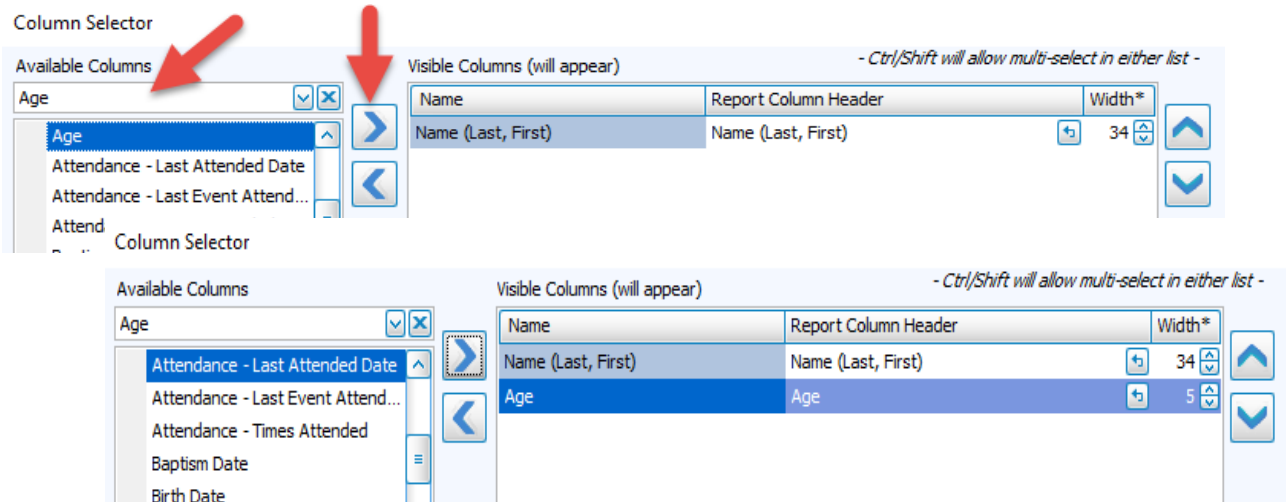 Column Selector
Available Columns
Visible Columns (will appear)
- Ctrl/Shift will allow multi-select in either list -
Age
Name Report Column Header Width*
Age
Name (Last, First) Name (Last, First) 34
Attendance - Last Attended Date
Attendance - Last Event Attend...
Attend
Column Selector
Available Columns
Visible Columns (will appear)
- Ctrl/Shift will allow multi-select in either list -
Age
Name Report Column Header Width*
Attendance - Last Attended Date
Name (Last, First) Name (Last, First) 34
Attendance - Last Event Attend...
Age Age 5
Attendance - Times Attended
Baptism Date
Birth Date